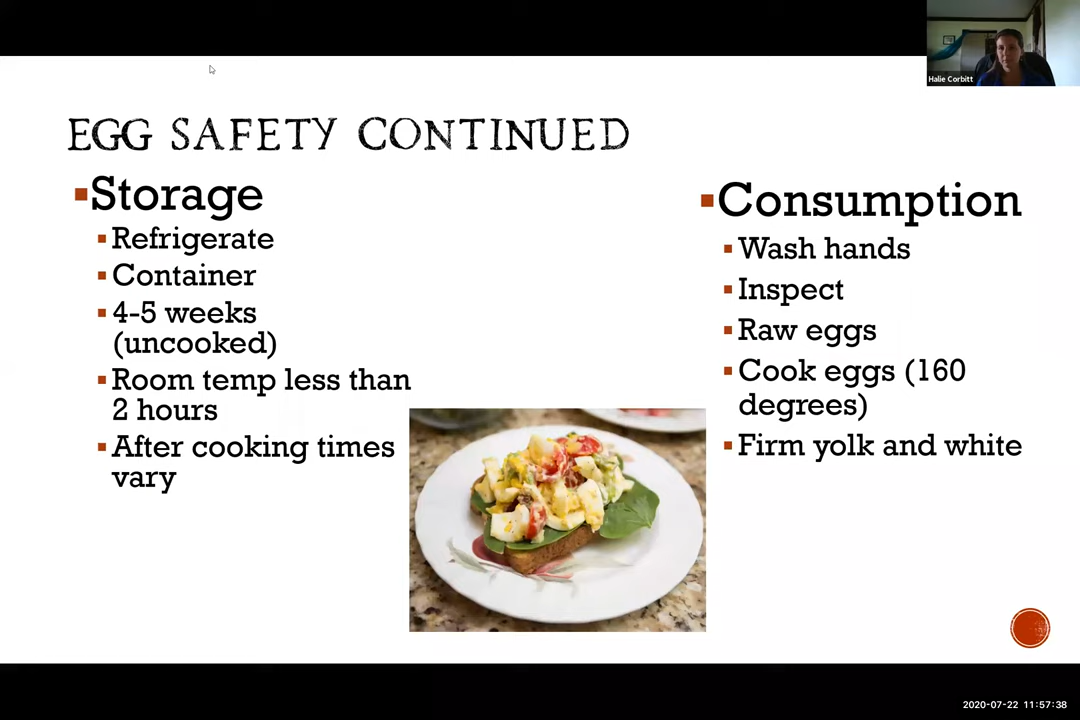 Halie Corbitt
EGG SAFETY CONTINUED
▪Storage
▪Refrigerate
▪Container
▪4-5 weeks
(uncooked)
▪Room temp less than
2 hours
▪After cooking times
vary
▪Consumption
▪Wash hands
▪Inspect
▪Raw eggs
▪Cook eggs (160
degrees)
▪Firm yolk and white
2020-07-22 11:57:38